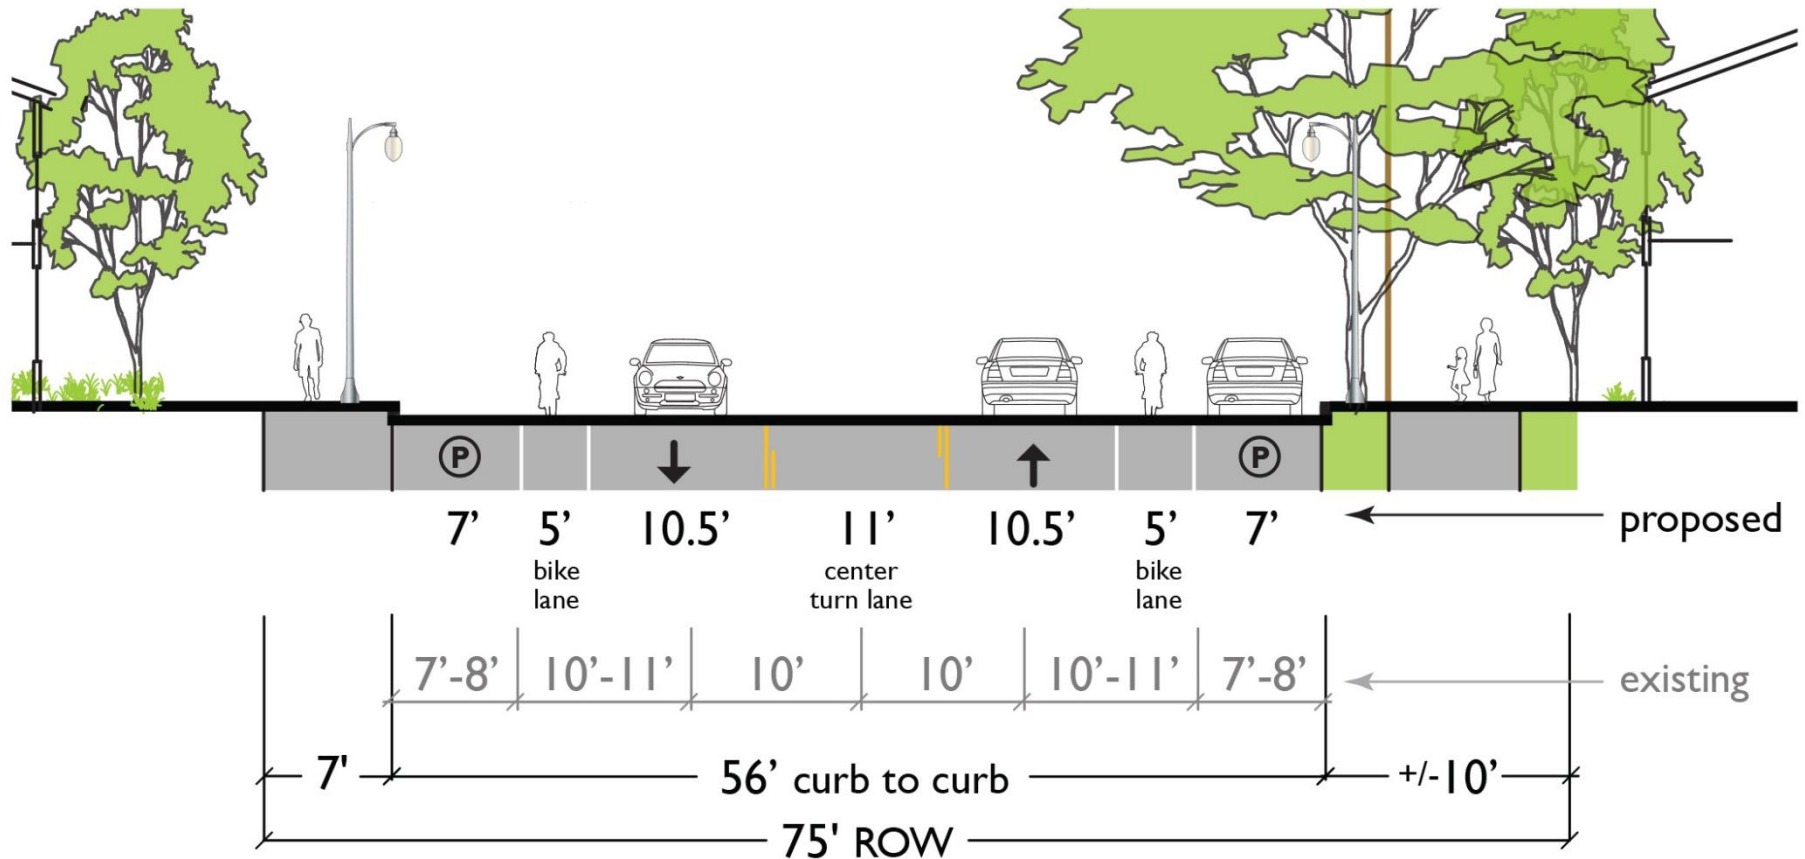 P P
7’ 5’ 10.5’ 11’ 10.5’ 5’ 7’ proposed
bike center bike
lane turn lane lane
7’-8’ 10’-11’ 10’ 10’ 10’-11’ 7’-8’ existing
7' 56’ curb to curb +/-10’
75' ROW